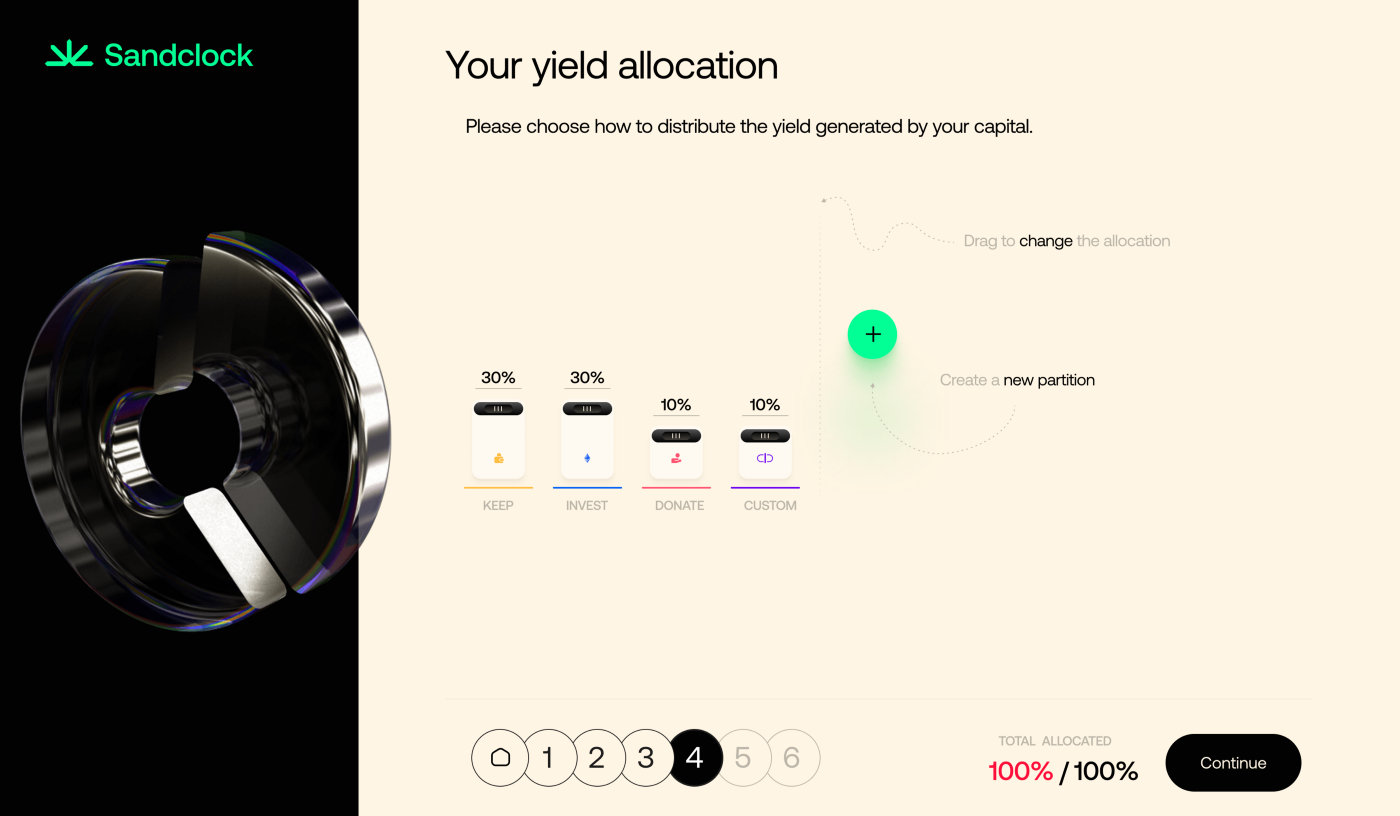 Sandclock
Your yield allocation
Please choose how to distribute the yield generated by your capital.
Drag to change the allocation
Create a new partition
30%
30%
10%
10%
KEEP
INVEST
DONATE
CUSTOM
1
2
3
4
5
6
TOTAL ALLOCATED
100% / 100%
Continue